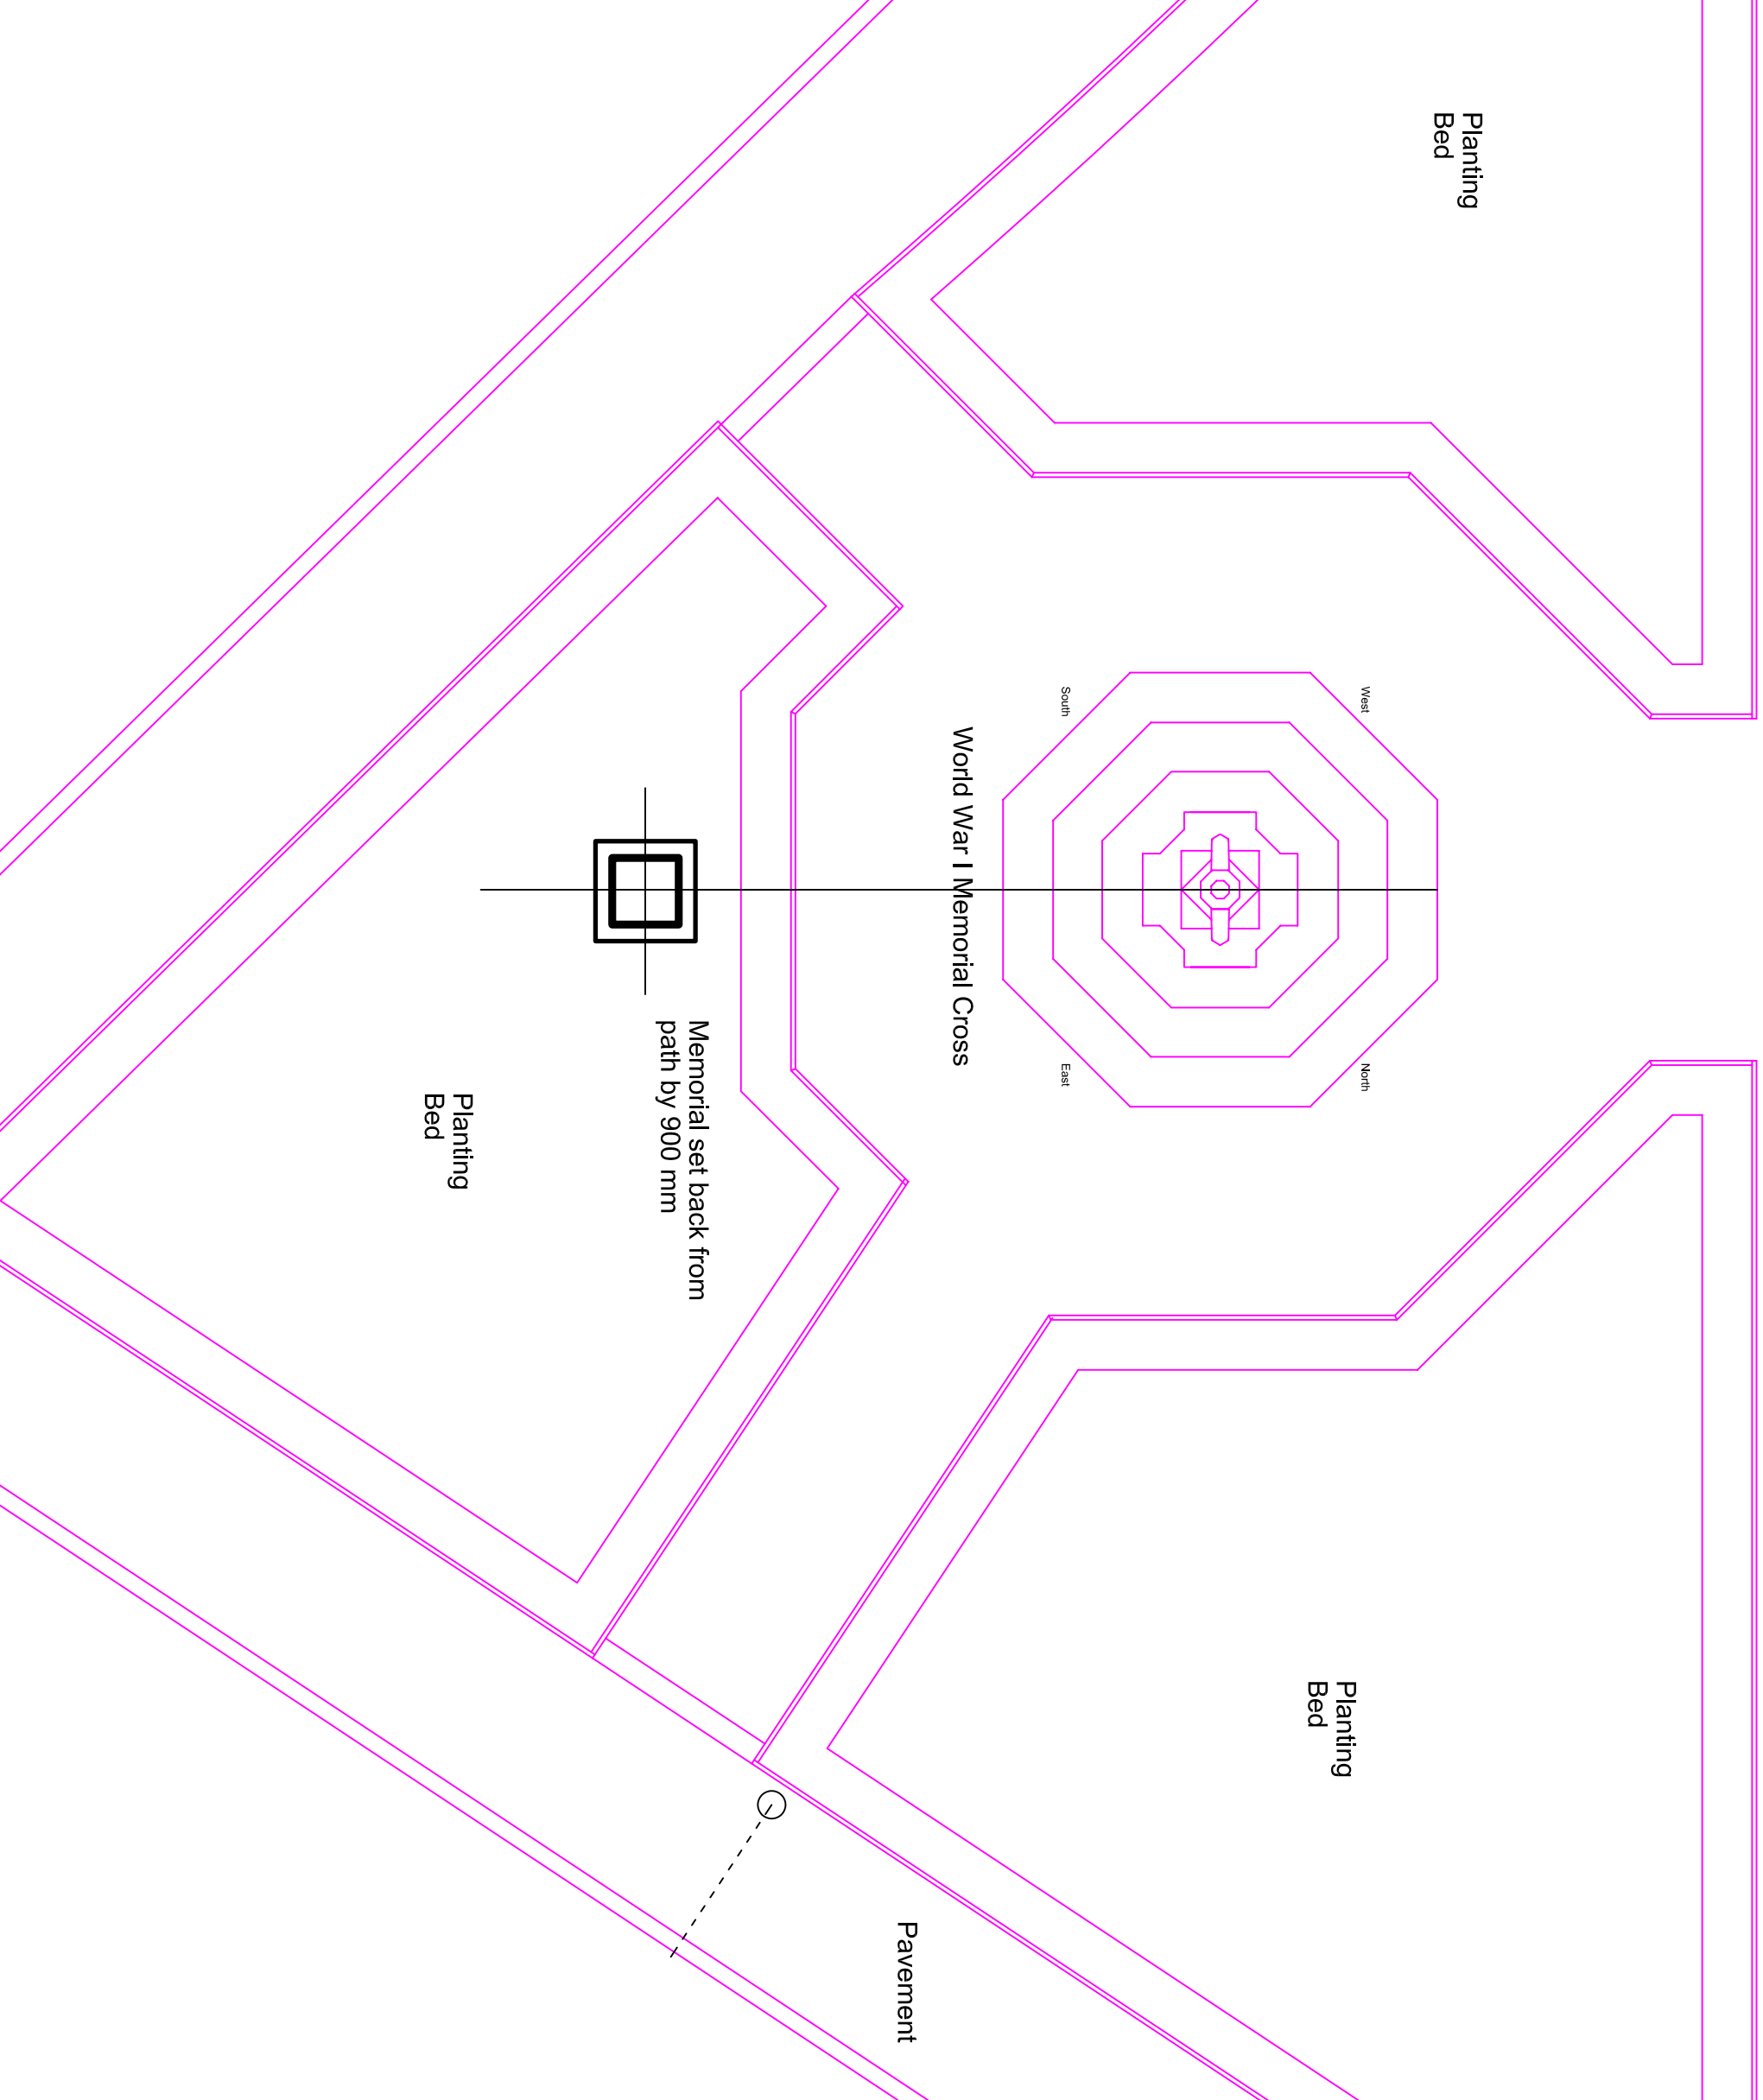 Planting
Bed
West
South
World War I Memorial Cross
North
East
Memorial set back from
path by 900 mm
Planting
Bed
Planting
Bed
Pavement